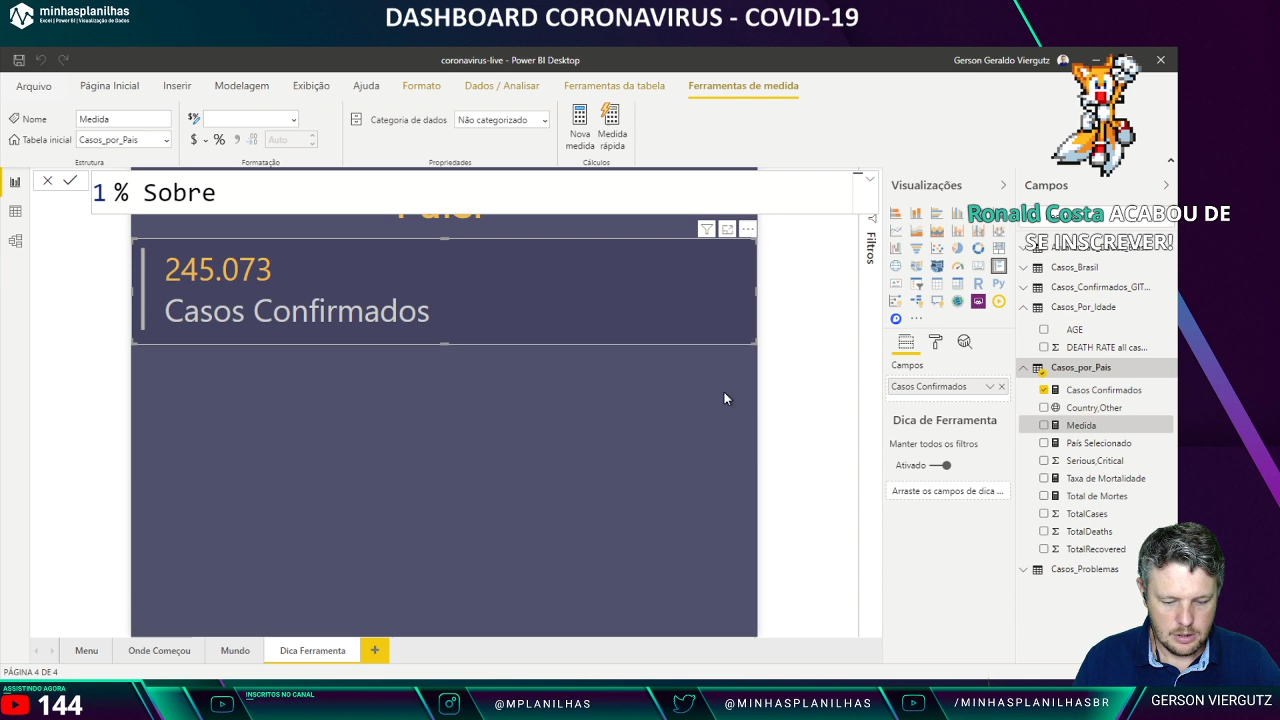 minhasplanilhas
Excel | Power BI | Visualização de Dados
DASHBOARD CORONAVIRUS - COVID-19
coronavirus-live - Power BI Desktop
Gerson Geraldo Viergutz
Arquivo
Página Inicial
Inserir
Modelagem
Exibição
Ajuda
Formato
Dados / Analisar
Ferramentas da tabela
Ferramentas de medida
Nome
Medida
Tabela inicial
Casos_por_Pais
Estrutura
$ % Auto
Formatação
Categoria de dados
Não categorizado
Propriedades
Nova medida
Medida rápida
Cálculos
1 % Sobre
245.073
Casos Confirmados
Filtros
Visualizações
R Py
Campos
Casos Confirmados
Dica de Ferramenta
Manter todos os filtros
Ativado
Arraste os campos de dica ...
Campos
Ronald Costa ACABOU DE
SE INSCREVER!
Casos_Brasil
Casos_Confirmados_GIT...
Casos_Por_Idade
AGE
DEATH RATE all cas...
Casos_por_Pais
Casos Confirmados
Country,Other
Medida
País Selecionado
Serious,Critical
Taxa de Mortalidade
Total de Mortes
TotalCases
TotalDeaths
TotalRecovered
Casos_Problemas
Menu
Onde Começou
Mundo
Dica Ferramenta
PÁGINA 4 DE 4
ASSISTINDO AGORA
144
INSCRITOS NO CANAL
@MPLANILHAS
@MINHASPLANILHAS
/MINHASPLANILHASBR
GERSON VIERGUTZ